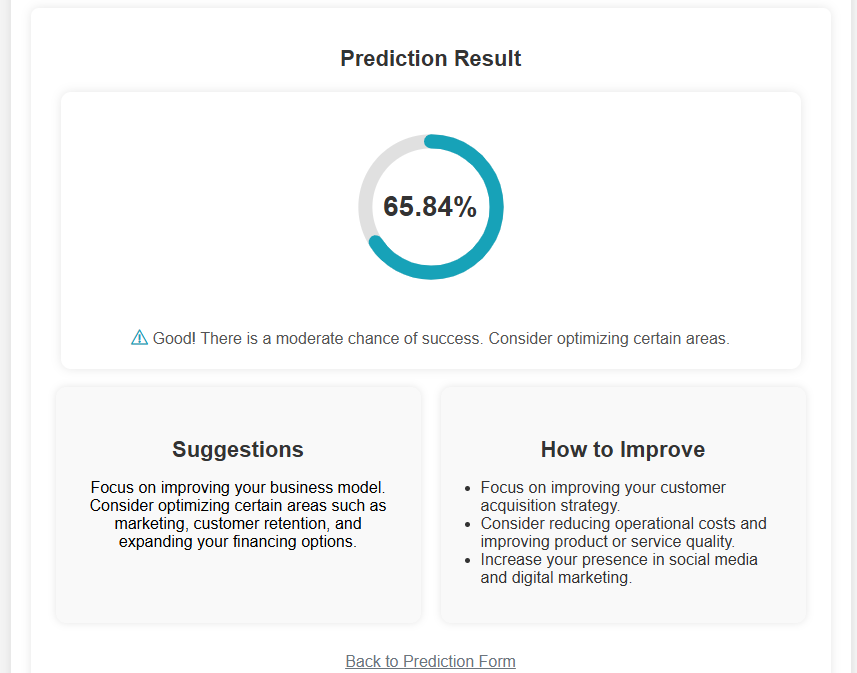 Prediction Result
65.84%
⚠ Good! There is a moderate chance of success. Consider optimizing certain areas.
Suggestions
Focus on improving your business model.
Consider optimizing certain areas such as
marketing, customer retention, and
expanding your financing options.
How to Improve
• Focus on improving your customer
acquisition strategy.
• Consider reducing operational costs and
improving product or service quality.
• Increase your presence in social media
and digital marketing.
Back to Prediction Form